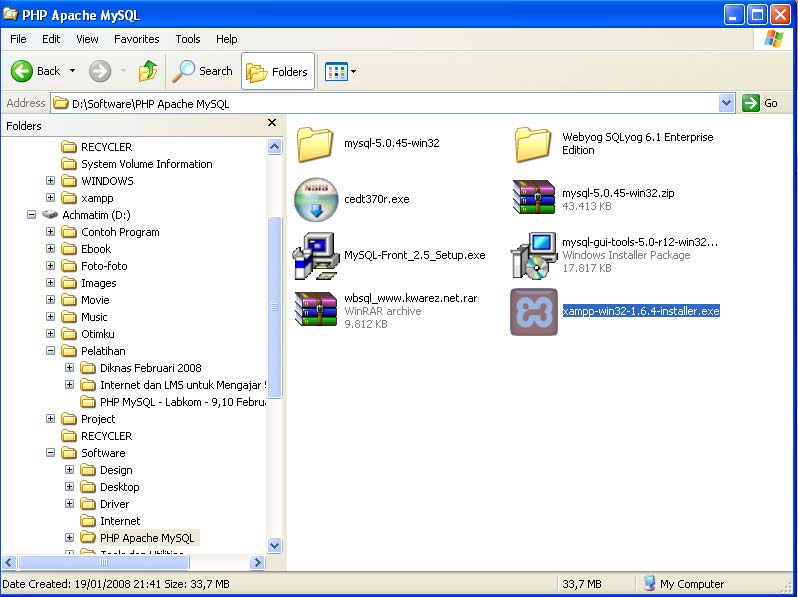 PHP Apache MySQL
File Edit View Favorites Tools Help
Back Search Folders
Address D:\Software\PHP Apache MySQL Go
Folders
RECYCLER
System Volume Information
WINDOWS
xampp
Achmatim (D:)
Contoh Program
Ebook
Foto-foto
Images
Movie
Music
Otimku
Pelatihan
Diknas Februari 2008
Internet dan LMS untuk Mengajar
PHP MySQL - Labkom - 9,10 Februa
Project
RECYCLER
Software
Design
Desktop
Driver
Internet
PHP Apache MySQL
Tools dan Utilities
mysql-5.0.45-win32
Webyog SQLyog 6.1 Enterprise
Edition
NSIS
cedt370r.exe
mysql-5.0.45-win32.zip
43.413 KB
MySQL-Front_2.5_Setup.exe
mysql-gui-tools-5.0-r12-win32...
Windows Installer Package
17.817 KB
wbsql_www.kwarez.net.rar
WinRAR archive
9.812 KB
xampp-win32-1.6.4-installer.exe
Date Created: 19/01/2008 21:41 Size: 33,7 MB
33,7 MB
My Computer